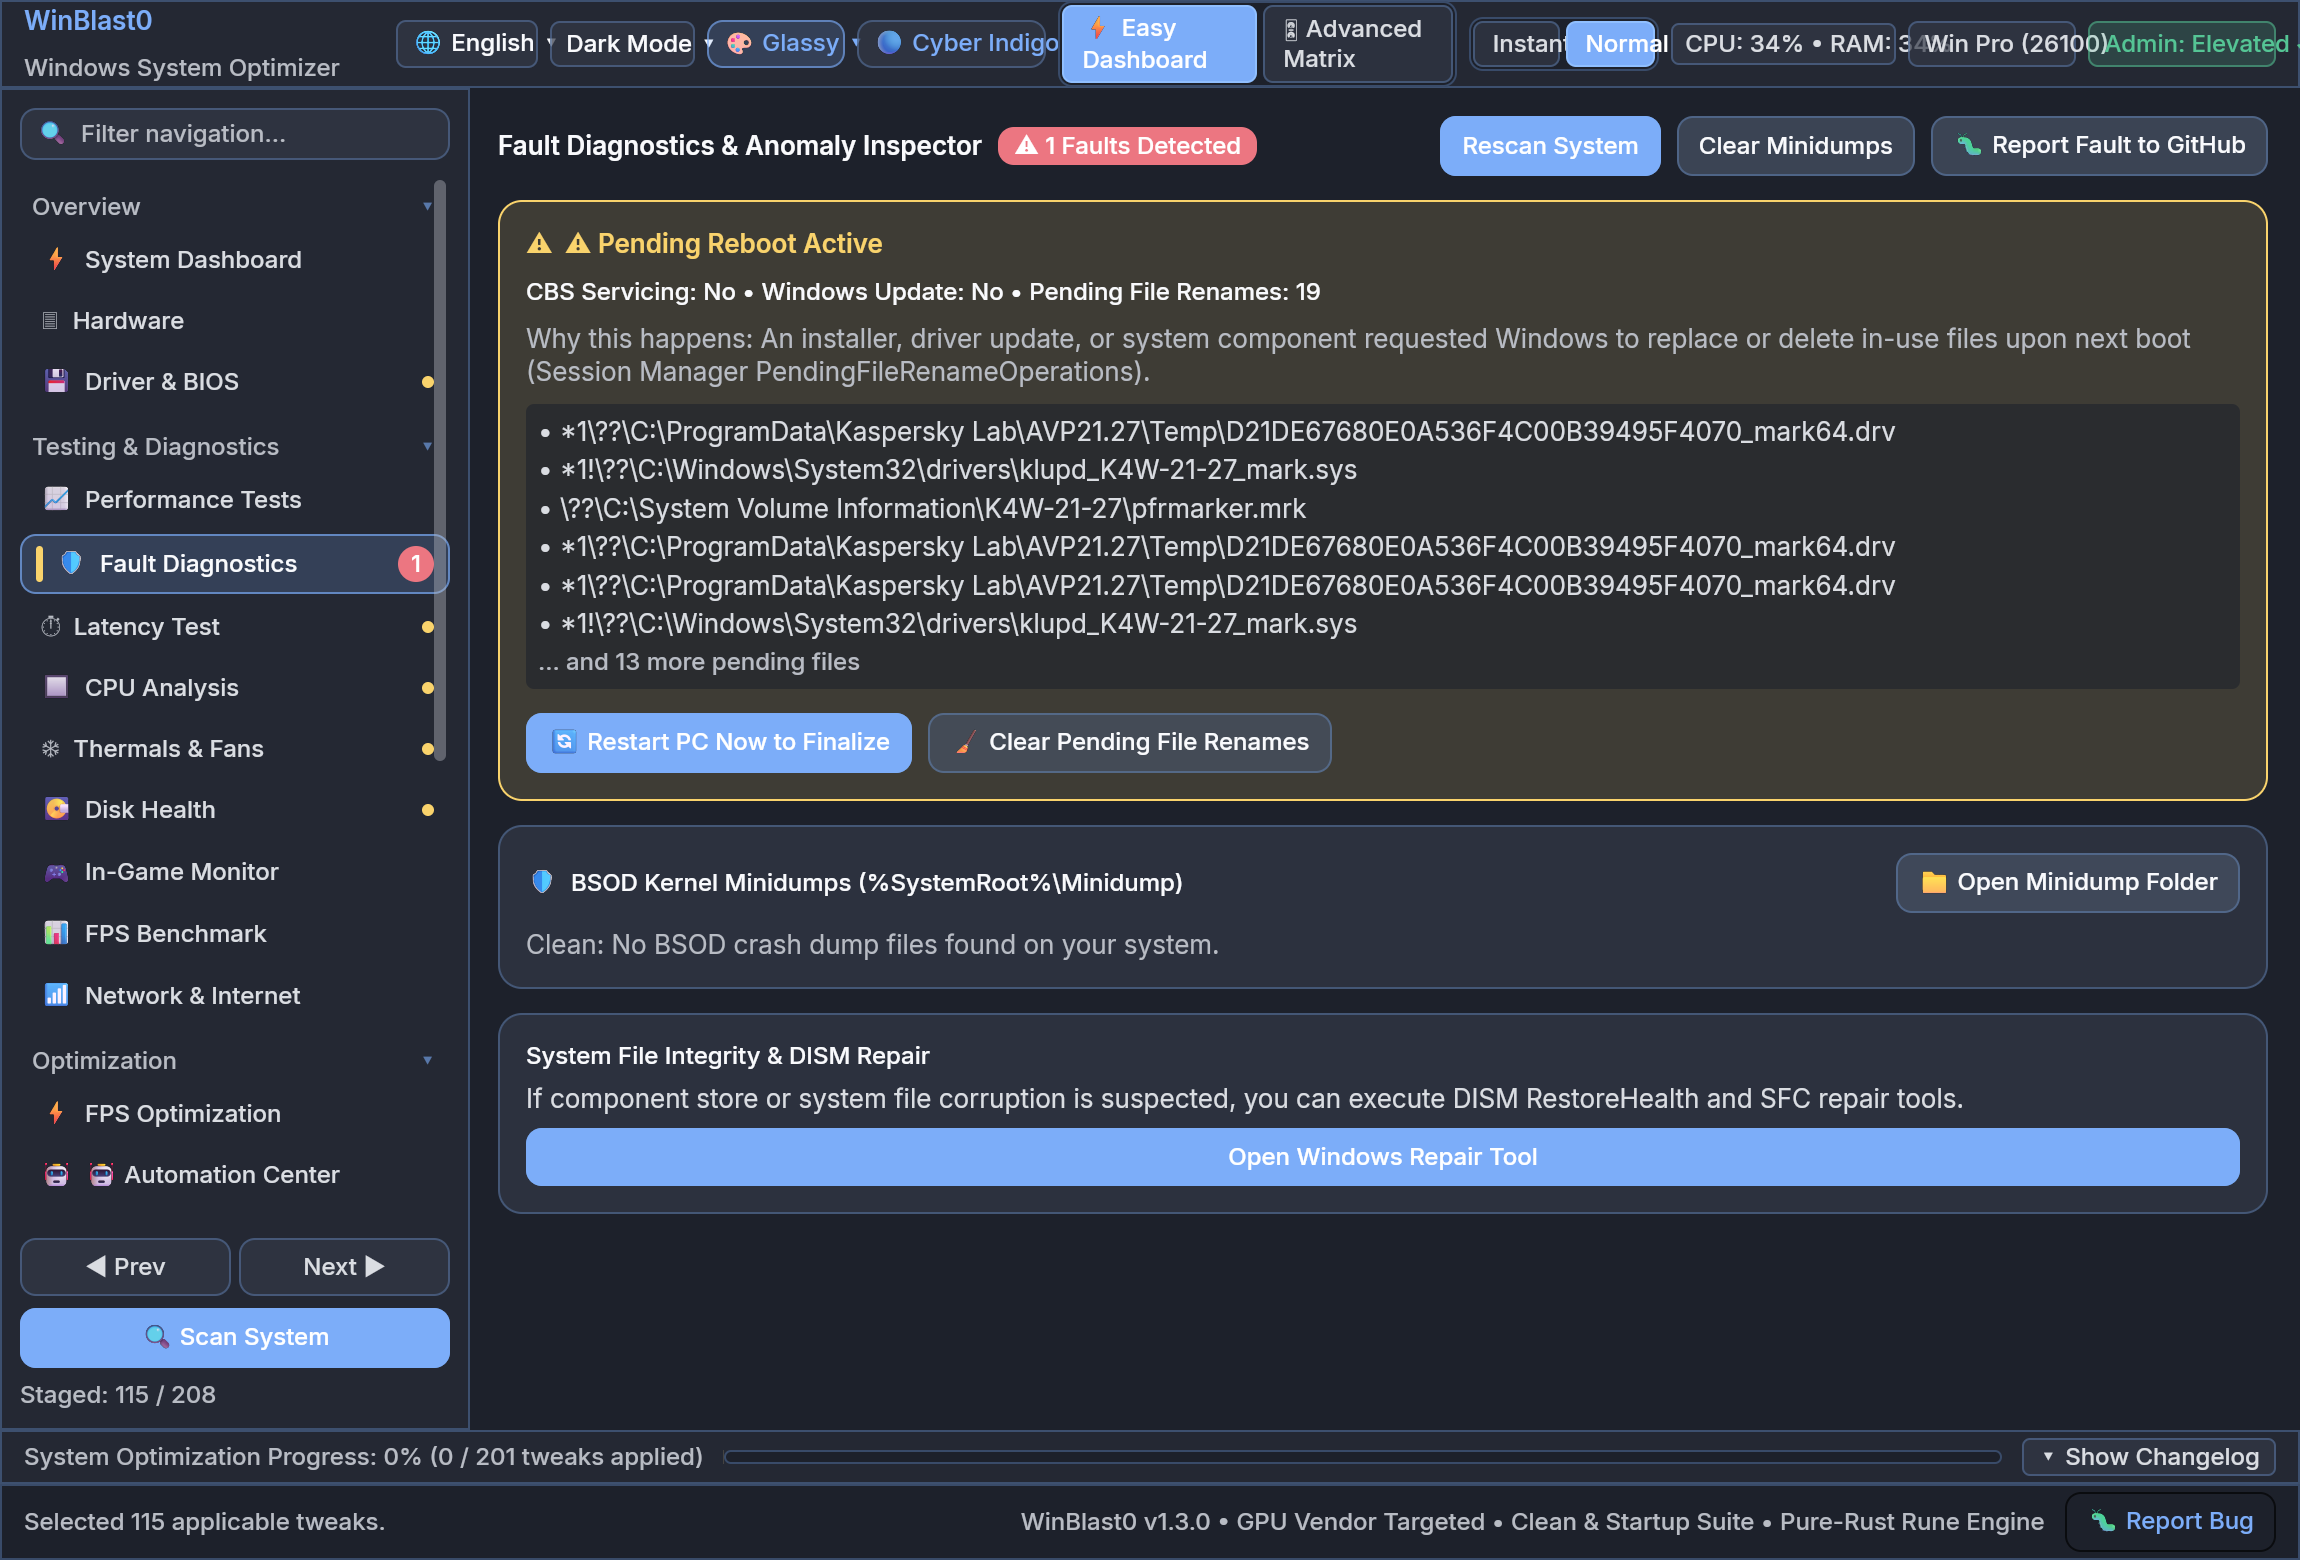 WinBlast0
Windows System Optimizer
English
Dark Mode
Glassy
Cyber Indigo
Easy
Dashboard
Advanced
Matrix
Instant
Normal
CPU: 34% • RAM: 34%
Win Pro (26100)
Admin: Elevated
Filter navigation...
Overview
System Dashboard
Hardware
Driver & BIOS
Testing & Diagnostics
Performance Tests
Fault Diagnostics 1
Latency Test
CPU Analysis
Thermals & Fans
Disk Health
In-Game Monitor
FPS Benchmark
Network & Internet
Optimization
FPS Optimization
Automation Center
◀ Prev
Next ▶
Scan System
Staged: 115 / 208
Fault Diagnostics & Anomaly Inspector
⚠ 1 Faults Detected
Rescan System
Clear Minidumps
Report Fault to GitHub
⚠ ⚠ Pending Reboot Active
CBS Servicing: No • Windows Update: No • Pending File Renames: 19
Why this happens: An installer, driver update, or system component requested Windows to replace or delete in-use files upon next boot
(Session Manager PendingFileRenameOperations).
• *1\??\C:\ProgramData\Kaspersky Lab\AVP21.27\Temp\D21DE67680E0A536F4C00B39495F4070_mark64.drv
• *1!\??\C:\Windows\System32\drivers\klupd_K4W-21-27_mark.sys
• \??\C:\System Volume Information\K4W-21-27\pfrmarker.mrk
• *1\??\C:\ProgramData\Kaspersky Lab\AVP21.27\Temp\D21DE67680E0A536F4C00B39495F4070_mark64.drv
• *1\??\C:\ProgramData\Kaspersky Lab\AVP21.27\Temp\D21DE67680E0A536F4C00B39495F4070_mark64.drv
• *1!\??\C:\Windows\System32\drivers\klupd_K4W-21-27_mark.sys
... and 13 more pending files
Restart PC Now to Finalize
Clear Pending File Renames
BSOD Kernel Minidumps (%SystemRoot%\Minidump)
Open Minidump Folder
Clean: No BSOD crash dump files found on your system.
System File Integrity & DISM Repair
If component store or system file corruption is suspected, you can execute DISM RestoreHealth and SFC repair tools.
Open Windows Repair Tool
System Optimization Progress: 0% (0 / 201 tweaks applied)
▼ Show Changelog
Selected 115 applicable tweaks.
WinBlast0 v1.3.0 • GPU Vendor Targeted • Clean & Startup Suite • Pure-Rust Rune Engine
Report Bug